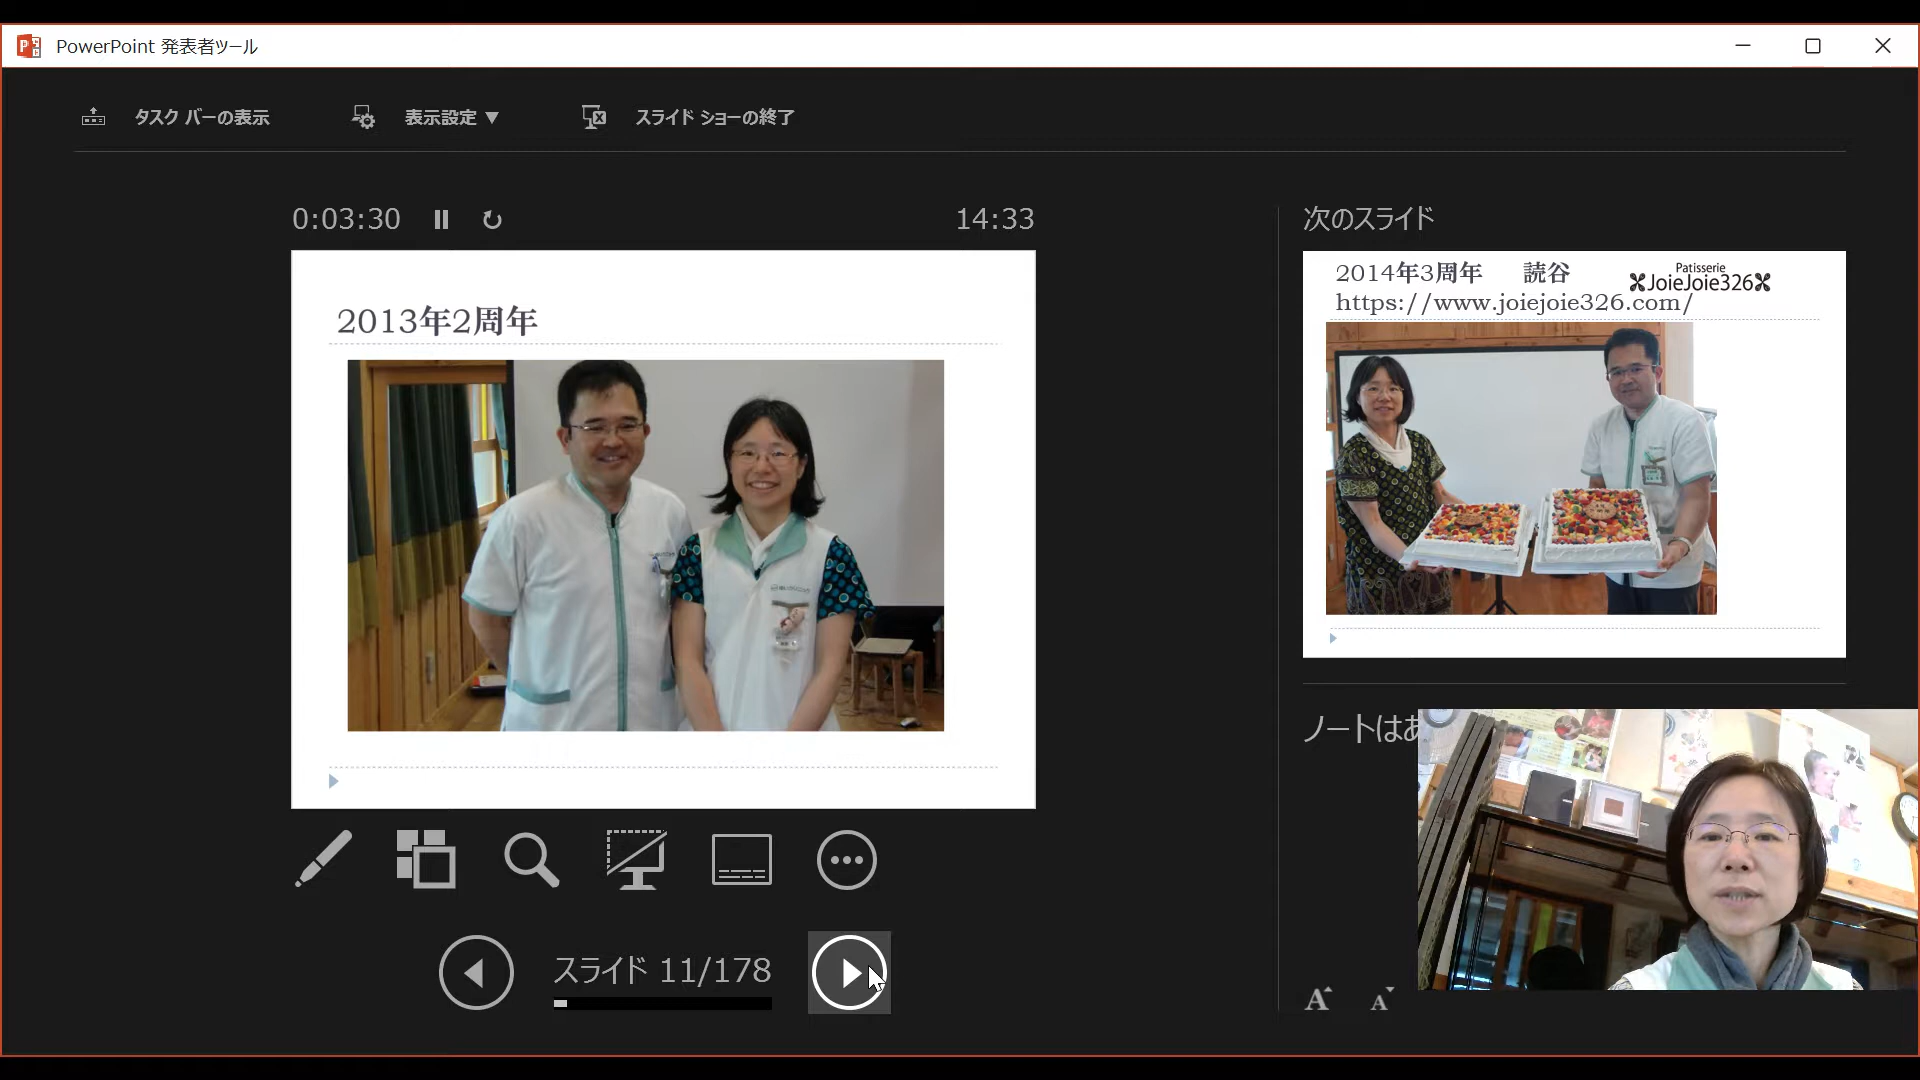 PowerPoint 発表者ツール
タスク バーの表示
表示設定 ▼
スライド ショーの終了
0:03:30
14:33
2013年2周年
スライド 11/178
次のスライド
2014年3周年 読谷
Patisserie
JoieJoie326
https://www.joiejoie326.com/
ノートはあ